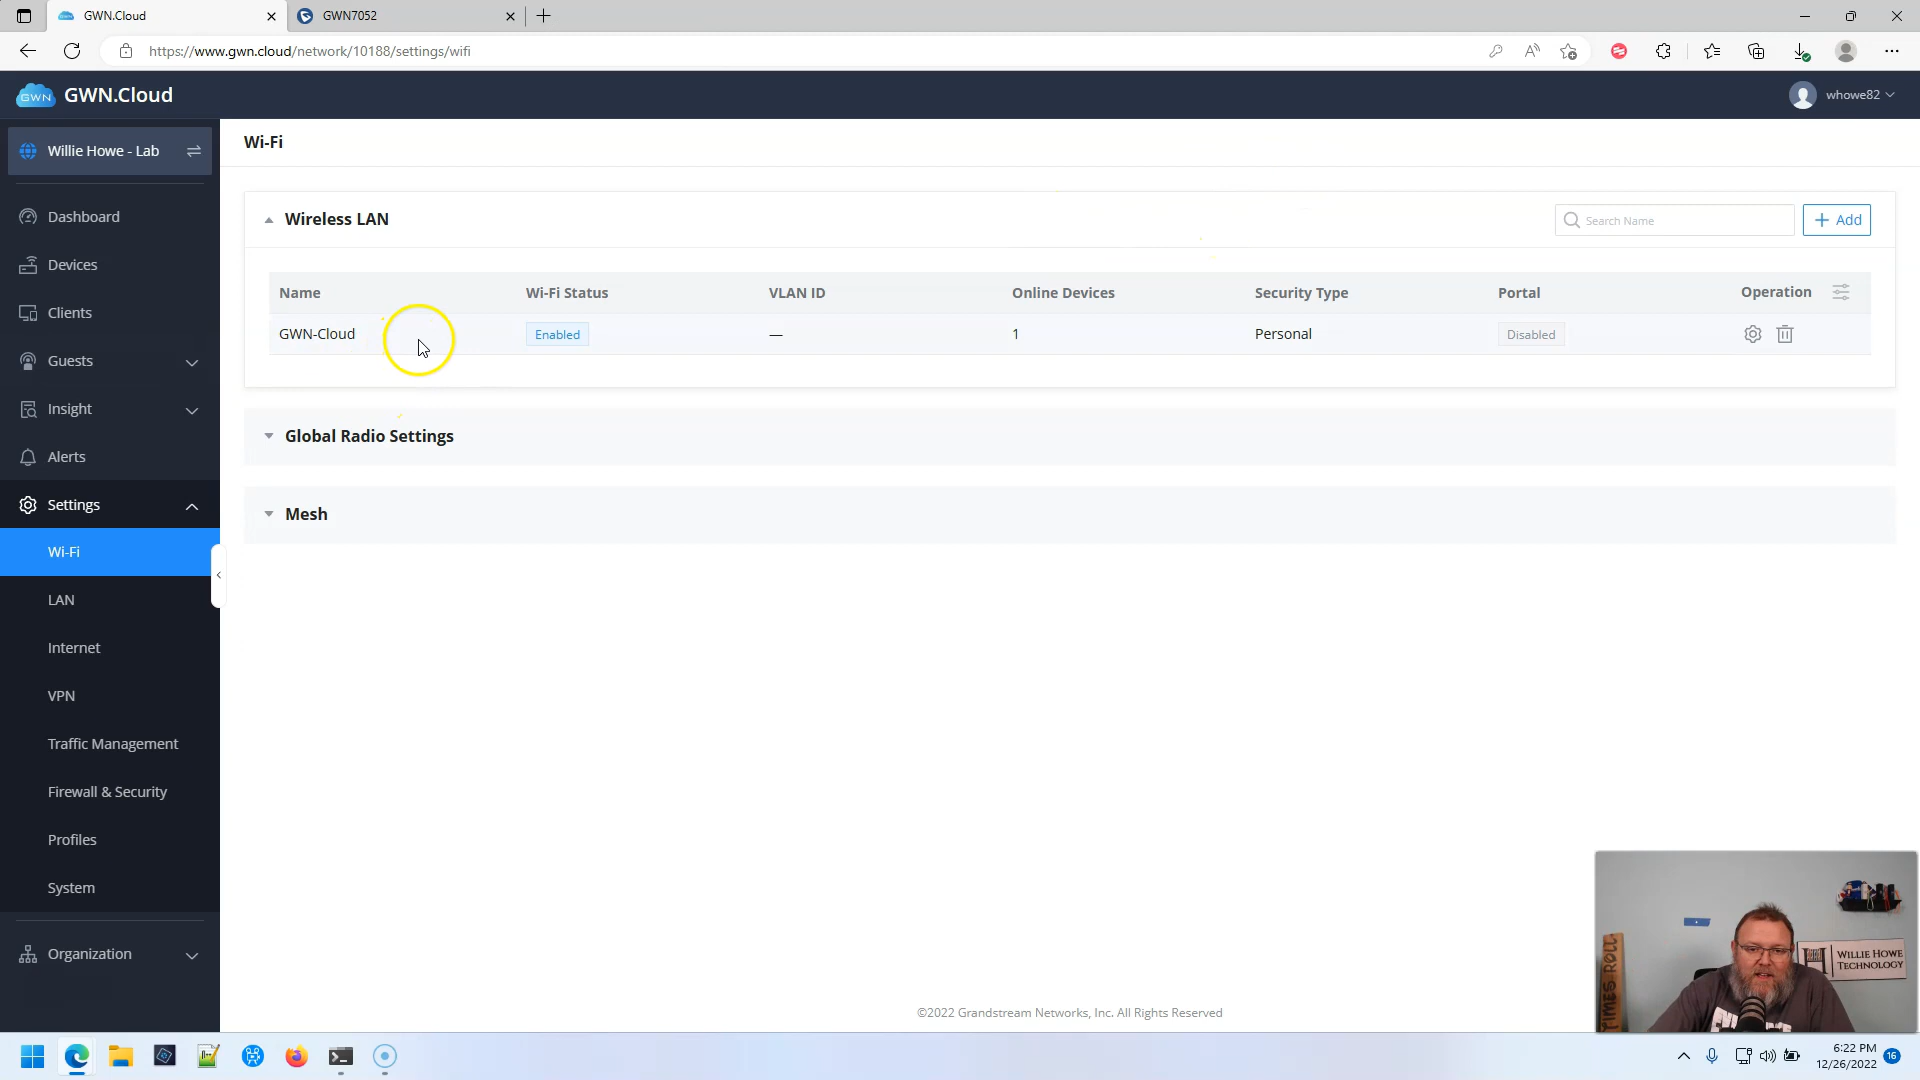 GWN.Cloud
GWN7052
https://www.gwn.cloud/network/10188/settings/wifi
GWN
GWN.Cloud
whowe82
Willie Howe - Lab
Wi-Fi
Dashboard
Devices
Clients
Guests
Insight
Alerts
Settings
Wi-Fi
LAN
Internet
VPN
Traffic Management
Firewall & Security
Profiles
System
Organization
Wireless LAN
Search Name
+ Add
Name Wi-Fi Status VLAN ID Online Devices Security Type Portal Operation
GWN-Cloud Enabled — 1 Personal Disabled
Global Radio Settings
Mesh
©2022 Grandstream Networks, Inc. All Rights Reserved
TIMES ROLL
WILLIE HOWE
TECHNOLOGY
6:22 PM
12/26/2022
16